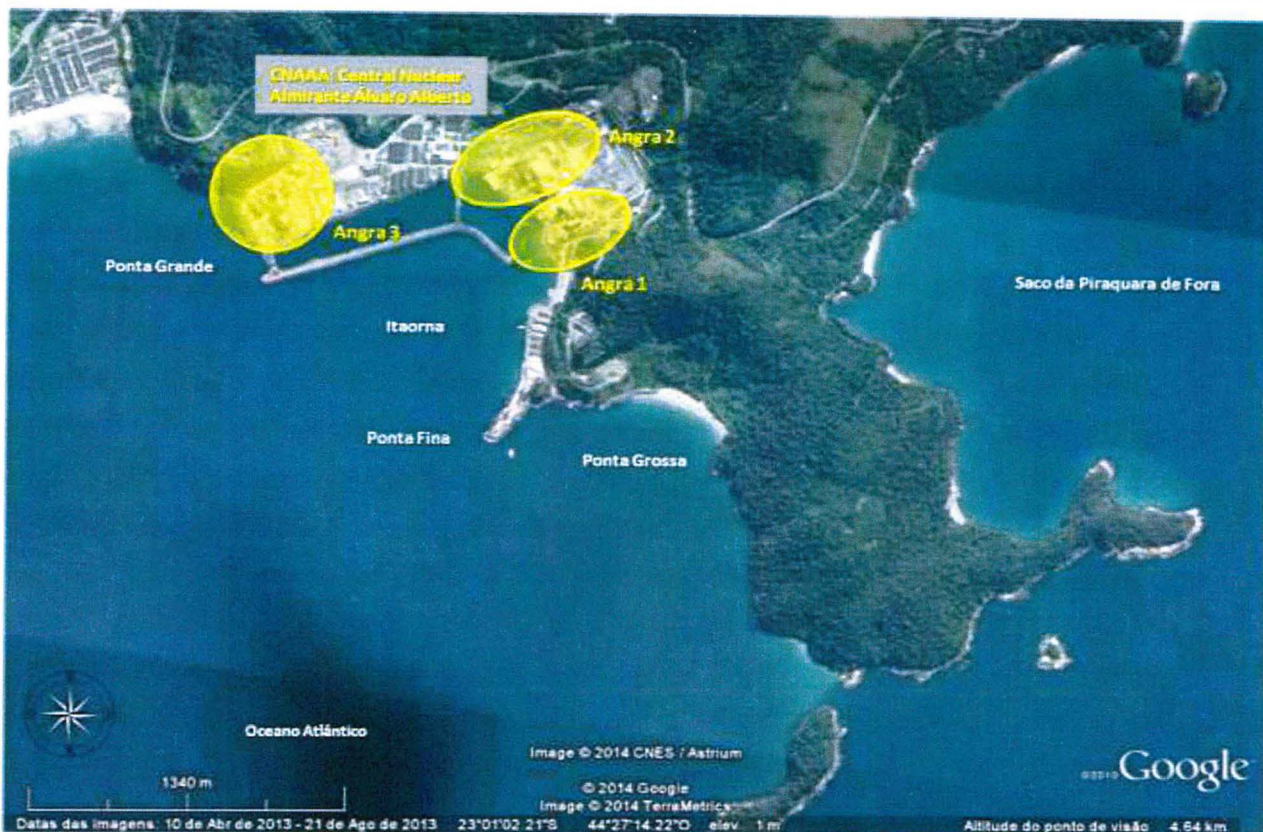 CNAAA: Central Nuclear
Almirante Álvaro Alberto
Angra 2
Angra 3
Ponta Grande
Angra 1
Saco da Piraquara de Fora
Itaorna
Ponta Fina
Ponta Grossa
Oceano Atlântico
Image © 2014 CNES / Astrium
1340 m
© 2014 Google
Image © 2014 TerraMetrics
Google
Datas das imagens: 10 de Abr de 2013 - 21 de Ago de 2013 23°01'02.21"S 44°27'14.22"O elev 1 m Altitude do ponto de visão 4.54 km